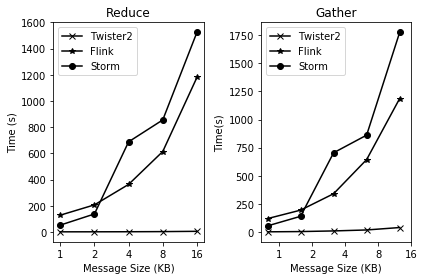 Reduce
1600
1400
1200
1000
800
600
400
200
0
Time (s)
Twister2
Flink
Storm
1 2 4 8 16
Message Size (KB)
Gather
1750
1500
1250
1000
750
500
250
0
Time(s)
Twister2
Flink
Storm
1 2 4 8 16
Message Size (KB)